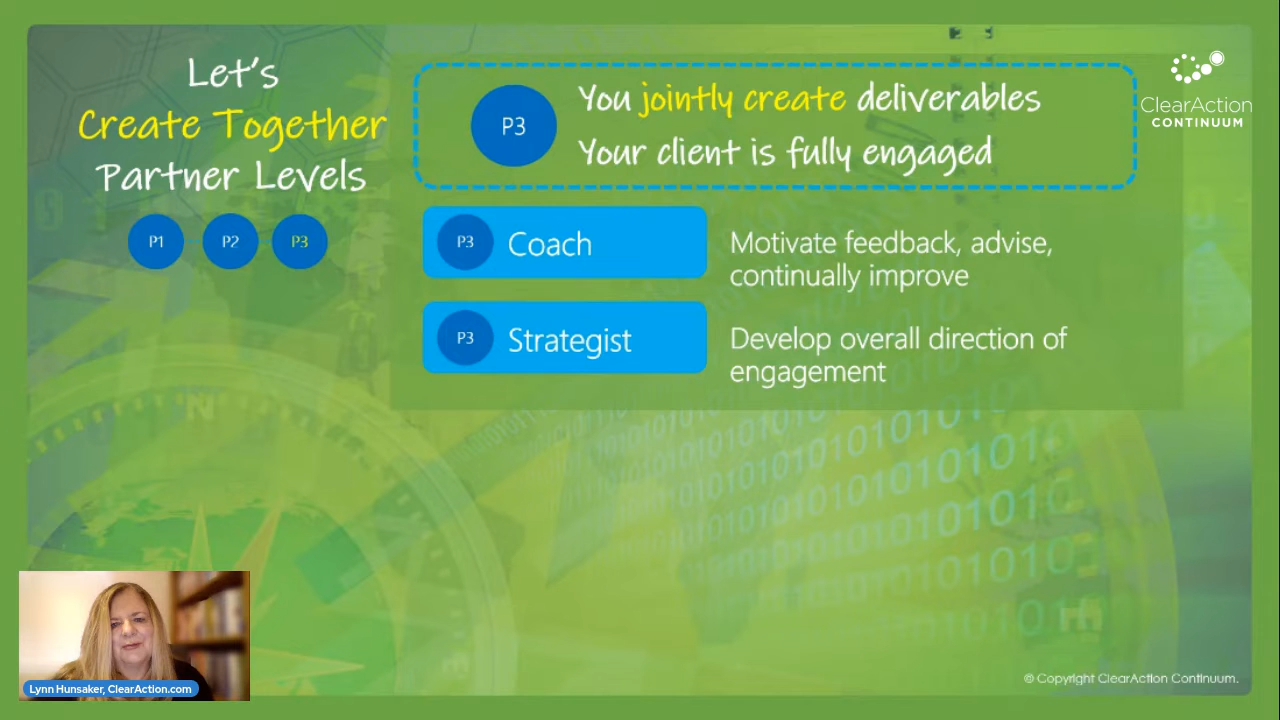 Let's
Create Together
Partner Levels
P1
P2
P3
P3
You jointly create deliverables
Your client is fully engaged
ClearAction
CONTINUUM
P3
Coach
Motivate feedback, advise,
continually improve
P3
Strategist
Develop overall direction of
engagement
N
Lynn Hunsaker, ClearAction.com
© Copyright ClearAction Continuum.